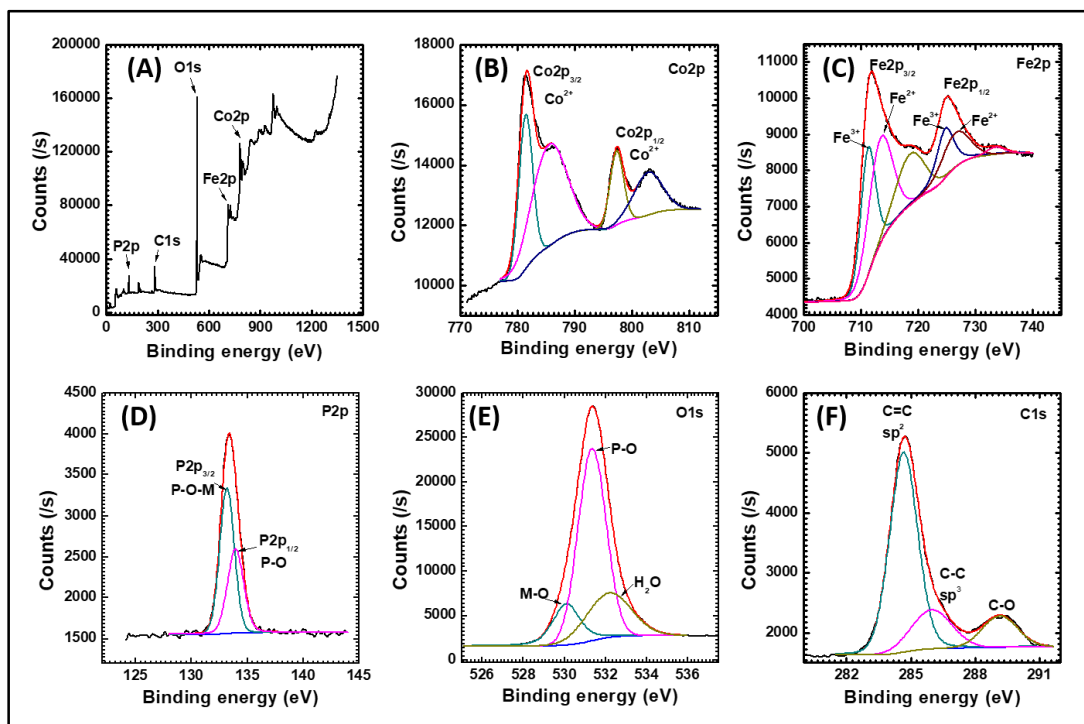 (A)
200000
160000
120000
80000
40000
0
O1s
Co2p
Fe2p
P2p
C1s
0 300 600 900 1200 1500
Counts (/s)
Binding energy (eV)
(B)
Co2p
18000
16000
14000
12000
10000
Co2p3/2
Co2+
Co2p1/2
Co2+
770 780 790 800 810
Counts (/s)
Binding energy (eV)
(C)
Fe2p
11000
10000
9000
8000
7000
6000
5000
4000
Fe2p3/2
Fe2p1/2
Fe2+
Fe3+
Fe2+
Fe3+
700 710 720 730 740
Counts (/s)
Binding energy (eV)
(D)
P2p
4500
4000
3500
3000
2500
2000
1500
P2p3/2
P-O-M
P2p1/2
P-O
125 130 135 140 145
Counts (/s)
Binding energy (eV)
(E)
O1s
30000
25000
20000
15000
10000
5000
0
P-O
M-O
H2O
526 528 530 532 534 536
Counts (/s)
Binding energy (eV)
(F)
C1s
6000
5000
4000
3000
2000
C=C
sp2
C-C
sp3
C-O
282 285 288 291
Counts (/s)
Binding energy (eV)